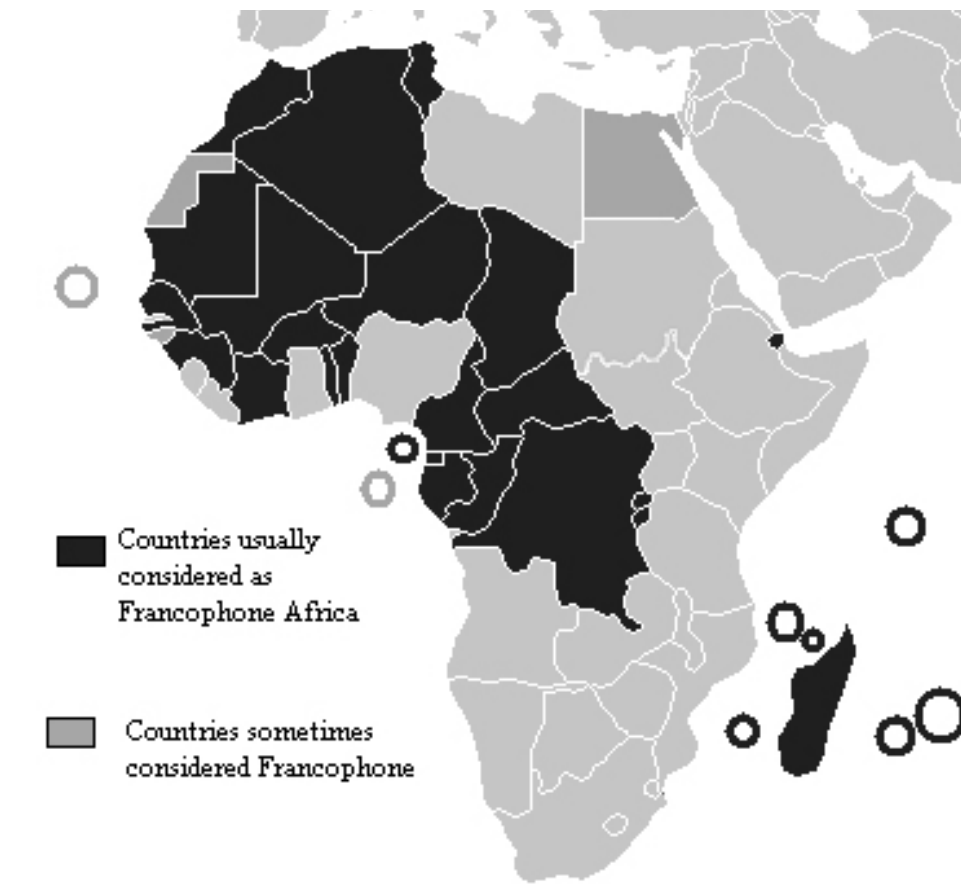 Countries usually
considered as
Francophone Africa
Countries sometimes
considered Francophone